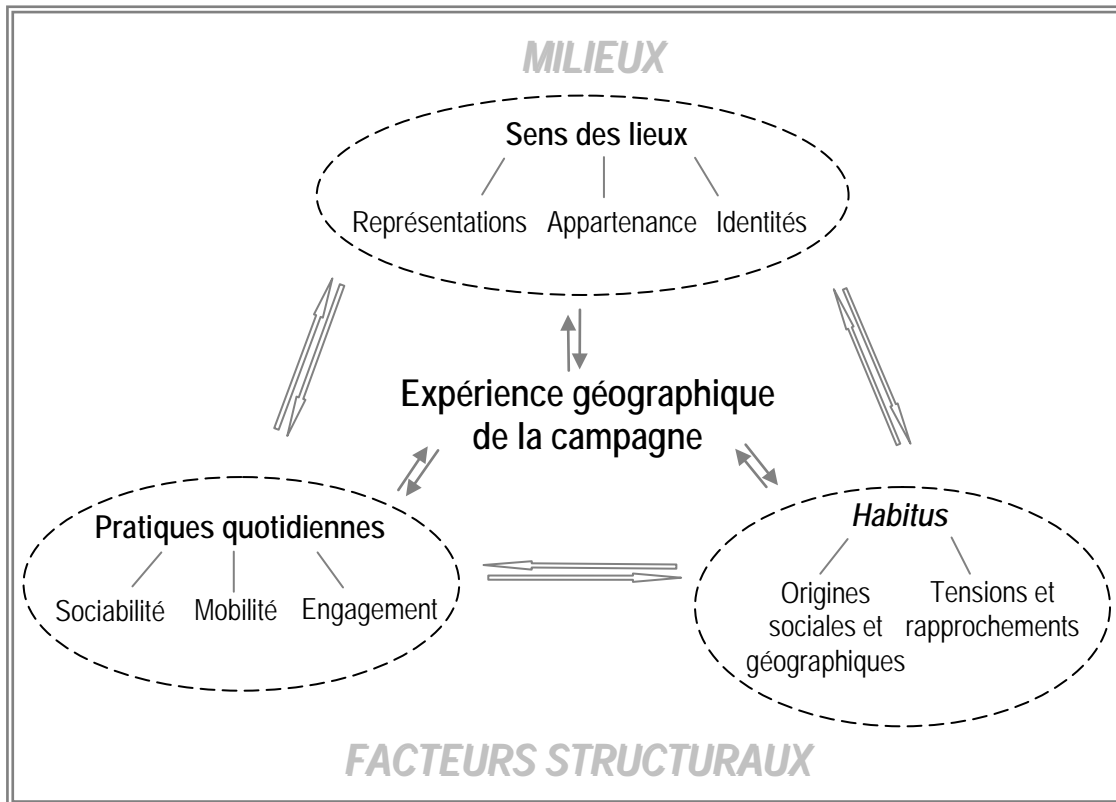 MILIEUX
Sens des lieux
Représentations Appartenance Identités
Expérience géographique
de la campagne
Pratiques quotidiennes
Sociabilité Mobilité Engagement
Habitus
Origines
sociales et
géographiques
Tensions et
rapprochements
FACTEURS STRUCTURAUX